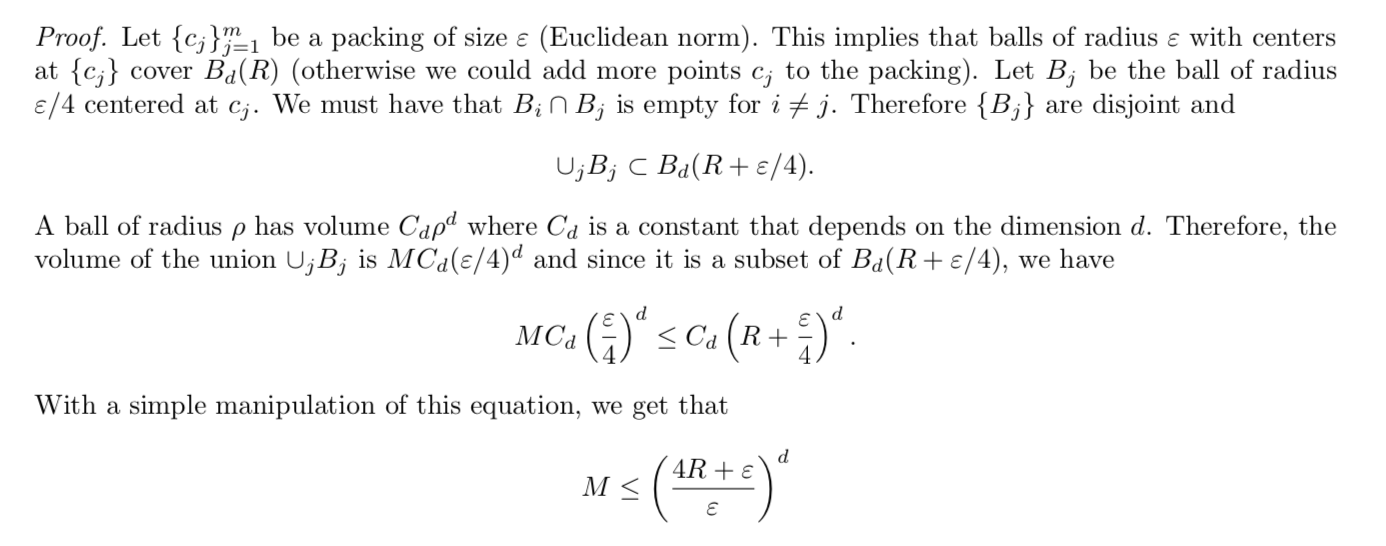 Proof. Let {c_j}_{j=1}^m be a packing of size ε (Euclidean norm). This implies that balls of radius ε with centers
at {c_j} cover B_d(R) (otherwise we could add more points c_j to the packing). Let B_j be the ball of radius
ε/4 centered at c_j. We must have that B_i ∩ B_j is empty for i ≠ j. Therefore {B_j} are disjoint and
∪_j B_j ⊂ B_d(R + ε/4).
A ball of radius ρ has volume C_d ρ^d where C_d is a constant that depends on the dimension d. Therefore, the
volume of the union ∪_j B_j is MC_d(ε/4)^d and since it is a subset of B_d(R + ε/4), we have
MC_d (ε/4)^d ≤ C_d (R + ε/4)^d.
With a simple manipulation of this equation, we get that
M ≤ ((4R + ε)/ε)^d